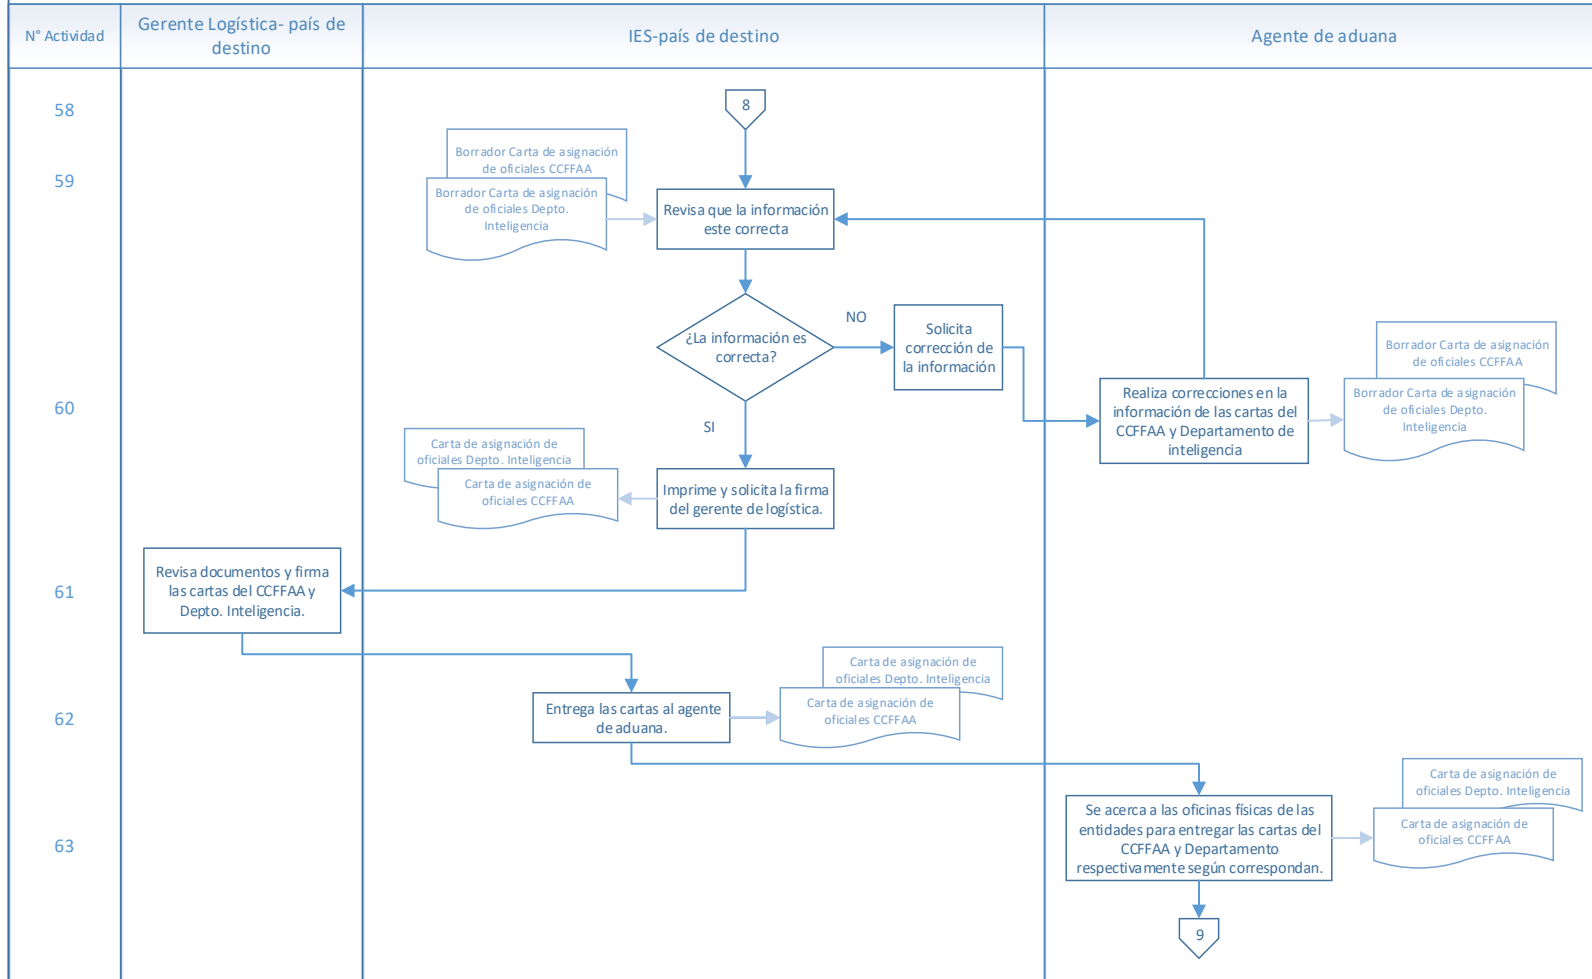 N° Actividad
Gerente Logística- país de
destino
IES-país de destino
Agente de aduana
58
8
59
Borrador Carta de asignación
de oficiales CCFFAA
Borrador Carta de asignación
de oficiales Depto.
Inteligencia
Revisa que la información
este correcta
¿La información es
correcta?
NO
Solicita
corrección de
la información
60
SI
Realiza correcciones en la
información de las cartas del
CCFFAA y Departamento de
inteligencia
Borrador Carta de asignación
de oficiales CCFFAA
Borrador Carta de asignación
de oficiales Depto.
Inteligencia
Carta de asignación de
oficiales Depto. Inteligencia
Carta de asignación de
oficiales CCFFAA
Imprime y solicita la firma
del gerente de logística.
61
Revisa documentos y firma
las cartas del CCFFAA y
Depto. Inteligencia.
62
Entrega las cartas al agente
de aduana.
Carta de asignación de
oficiales Depto. Inteligencia
Carta de asignación de
oficiales CCFFAA
63
Se acerca a las oficinas físicas de las
entidades para entregar las cartas del
CCFFAA y Departamento
respectivamente según correspondan.
Carta de asignación de
oficiales Depto. Inteligencia
Carta de asignación de
oficiales CCFFAA
9